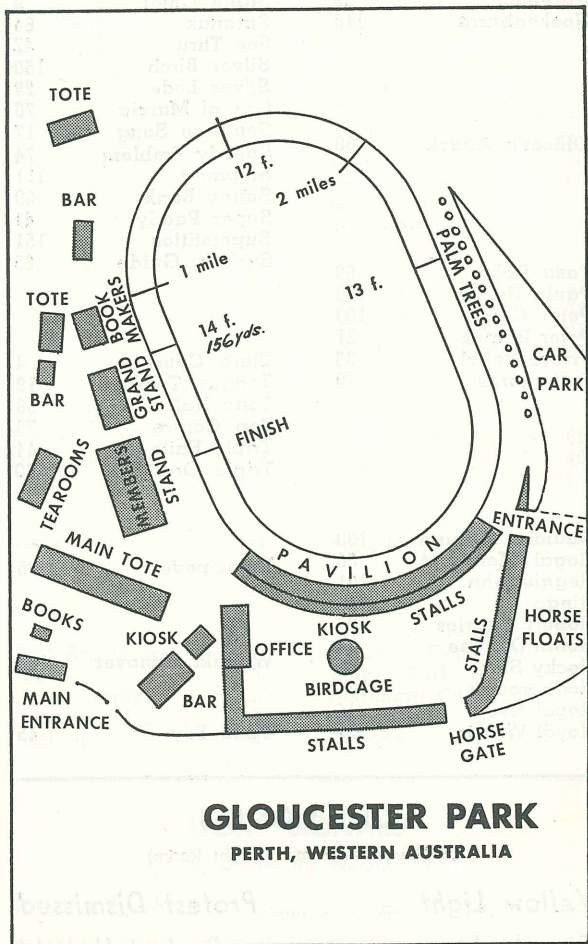 TOTE
BAR
TOTE
BAR
BOOK
MAKERS
GRAND
STAND
MEMBERS
STAND
TEAROOMS
MAIN TOTE
BOOKS
MAIN
ENTRANCE
KIOSK
BAR
OFFICE
KIOSK
BIRDCAGE
STALLS
HORSE
GATE
STALLS
HORSE
FLOATS
ENTRANCE
STALLS
PAVILION
CAR
PARK
PALM TREES
12 f.
2 miles
1 mile
13 f.
14 f.
156yds.
FINISH
GLOUCESTER PARK
PERTH, WESTERN AUSTRALIA